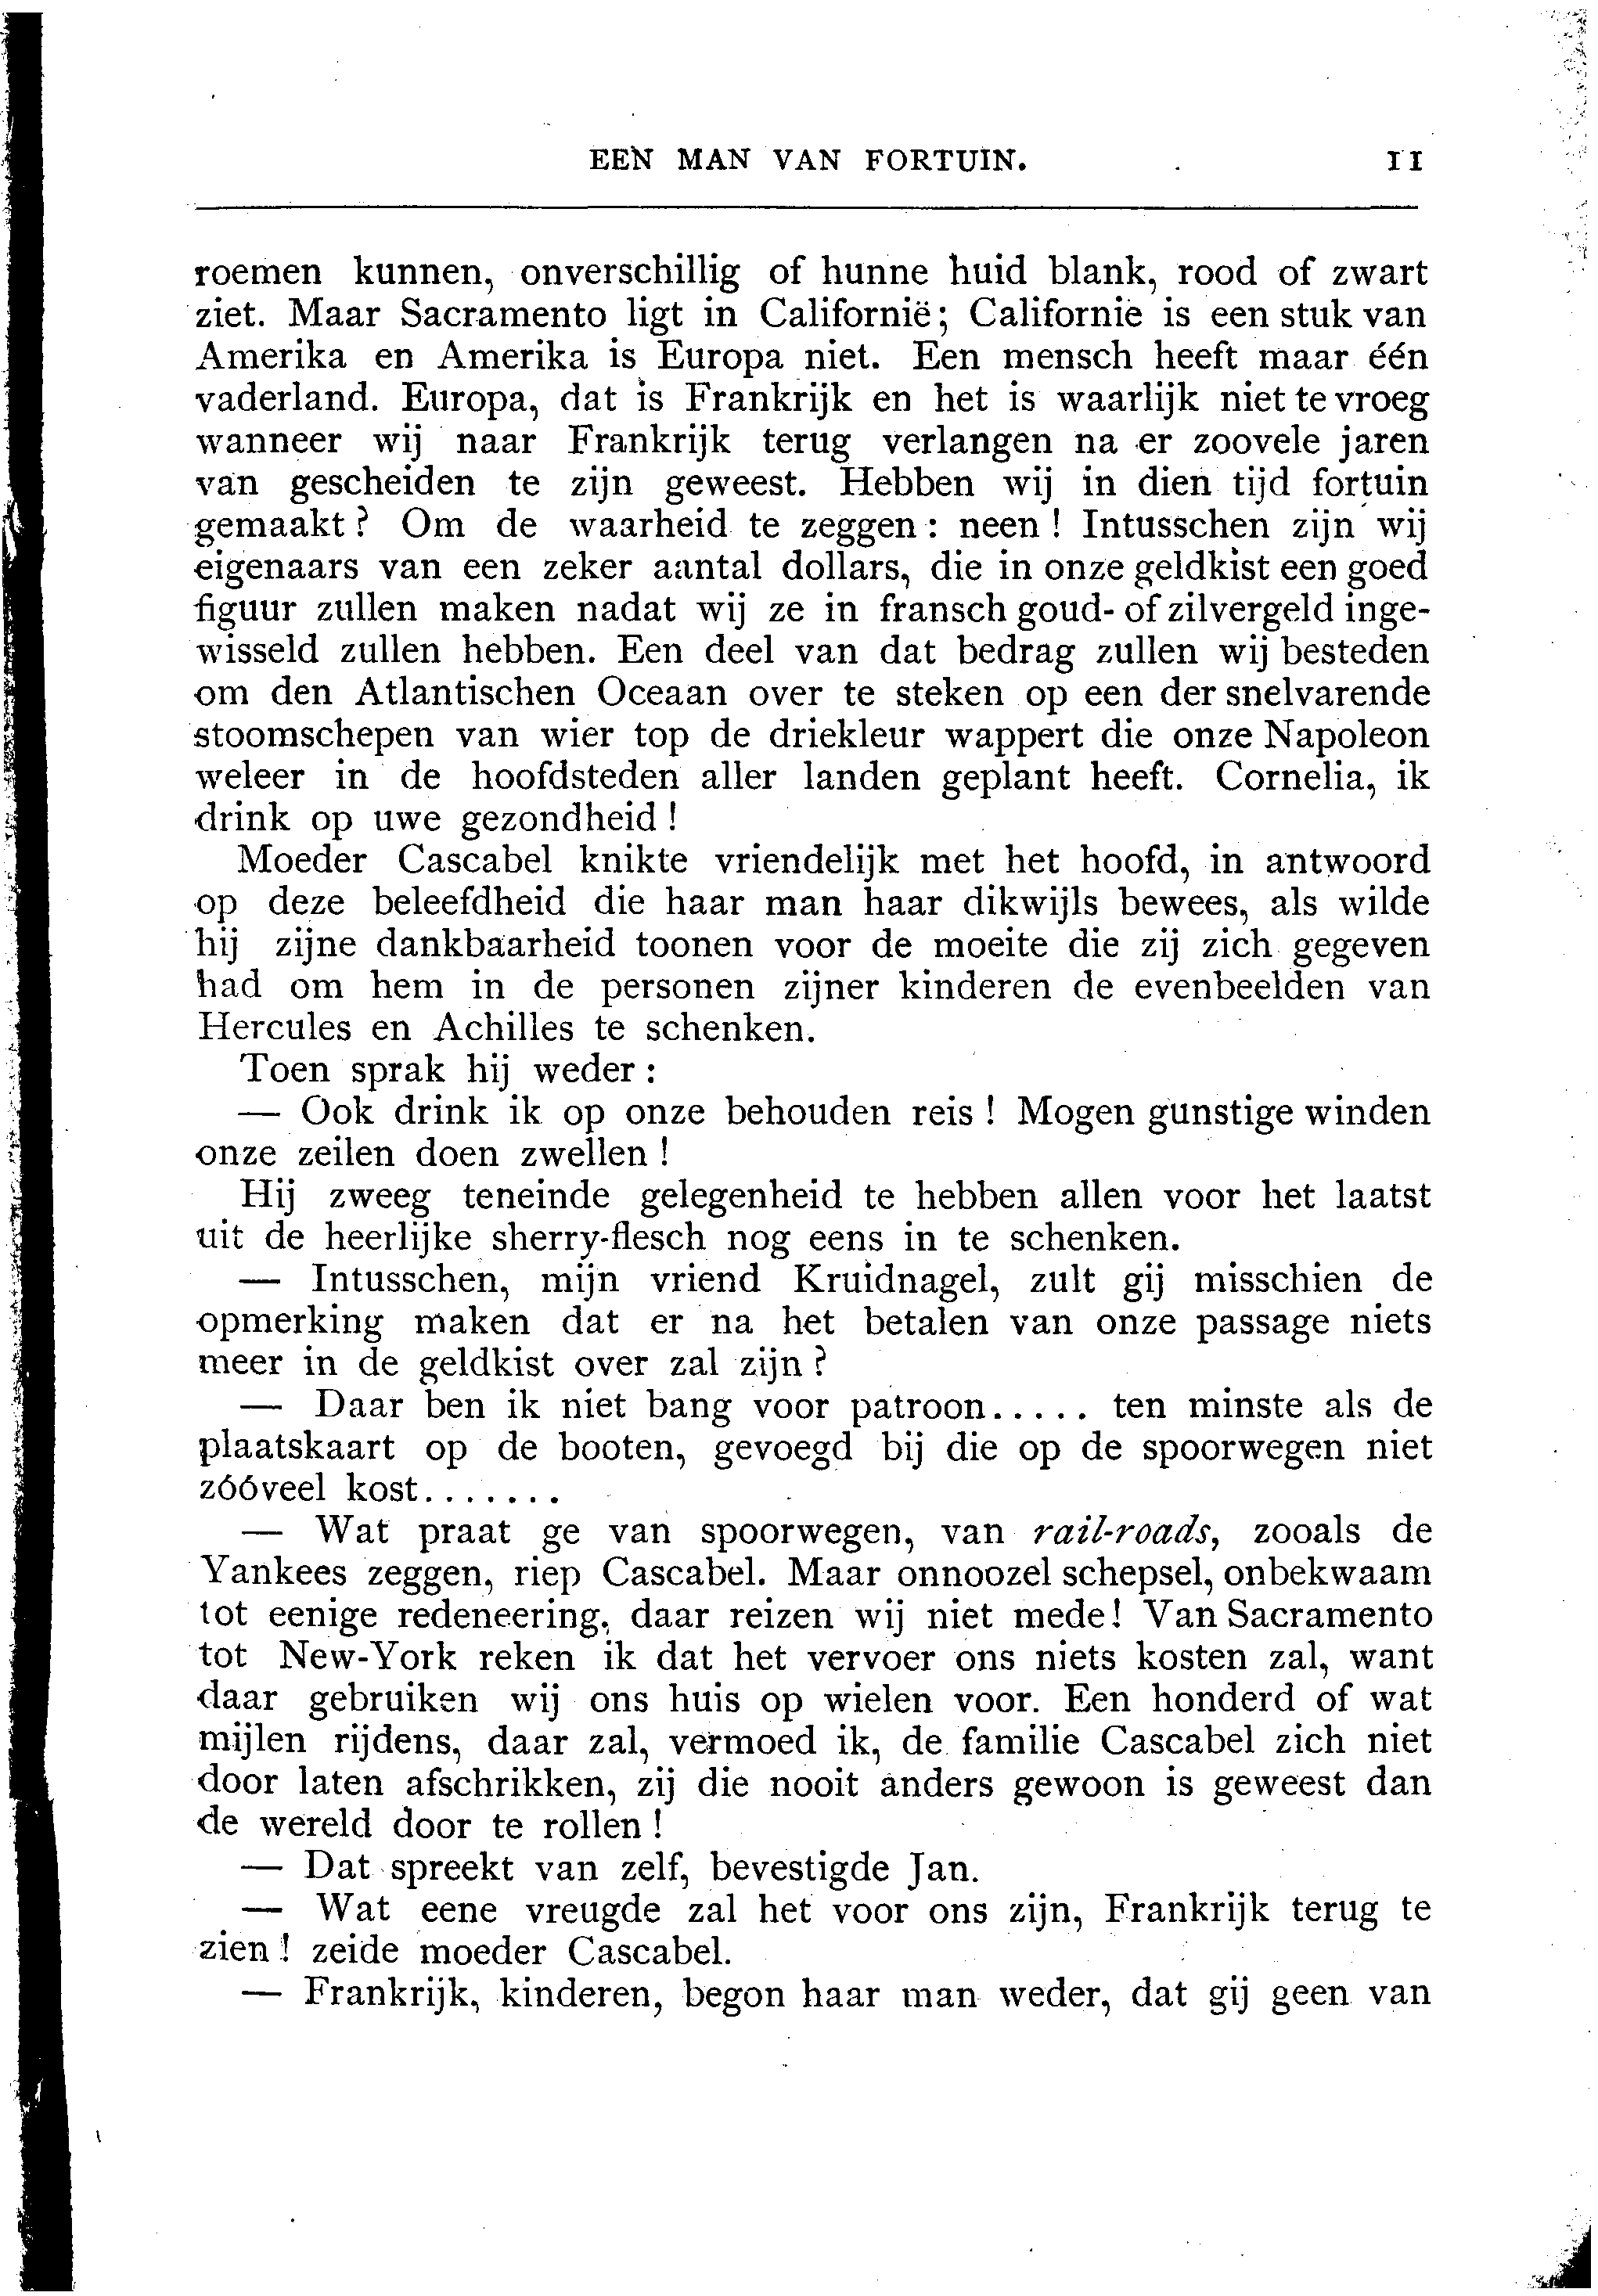 EEN MAN VAN FORTUIN. 11
roemen kunnen, onverschillig of hunne huid blank, rood of zwart
ziet. Maar Sacramento ligt in Californië; Californië is een stuk van
Amerika en Amerika is Europa niet. Een mensch heeft maar één
vaderland. Europa, dat is Frankrijk en het is waarlijk niet te vroeg
wanneer wij naar Frankrijk terug verlangen na er zoovele jaren
van gescheiden te zijn geweest. Hebben wij in dien tijd fortuin
gemaakt? Om de waarheid te zeggen: neen! Intusschen zijn wij
eigenaars van een zeker aantal dollars, die in onze geldkist een goed
figuur zullen maken nadat wij ze in fransch goud- of zilvergeld inge-
wisseld zullen hebben. Een deel van dat bedrag zullen wij besteden
om den Atlantischen Oceaan over te steken op een der snelvarende
stoomschepen van wier top de driekleur wappert die onze Napoleon
weleer in de hoofdsteden aller landen geplant heeft. Cornelia, ik
drink op uwe gezondheid!
Moeder Cascabel knikte vriendelijk met het hoofd, in antwoord
op deze beleefdheid die haar man haar dikwijls bewees, als wilde
hij zijne dankbaarheid toonen voor de moeite die zij zich gegeven
had om hem in de personen zijner kinderen de evenbeelden van
Hercules en Achilles te schenken.
Toen sprak hij weder:
— Ook drink ik op onze behouden reis! Mogen gunstige winden
onze zeilen doen zwellen!
Hij zweeg teneinde gelegenheid te hebben allen voor het laatst
uit de heerlijke sherry-flesch nog eens in te schenken.
— Intusschen, mijn vriend Kruidnagel, zult gij misschien de
opmerking maken dat er na het betalen van onze passage niets
meer in de geldkist over zal zijn?
— Daar ben ik niet bang voor patroon..... ten minste als de
plaatskaart op de booten, gevoegd bij die op de spoorwegen niet
zóóveel kost.......
— Wat praat ge van spoorwegen, van rail-roads, zooals de
Yankees zeggen, riep Cascabel. Maar onnoozel schepsel, onbekwaam
tot eenige redeneering, daar reizen wij niet mede! Van Sacramento
tot New-York reken ik dat het vervoer ons niets kosten zal, want
daar gebruiken wij ons huis op wielen voor. Een honderd of wat
mijlen rijdens, daar zal, vermoed ik, de familie Cascabel zich niet
door laten afschrikken, zij die nooit anders gewoon is geweest dan
de wereld door te rollen!
— Dat spreekt van zelf, bevestigde Jan.
— Wat eene vreugde zal het voor ons zijn, Frankrijk terug te
zien! zeide moeder Cascabel.
— Frankrijk, kinderen, begon haar man weder, dat gij geen van